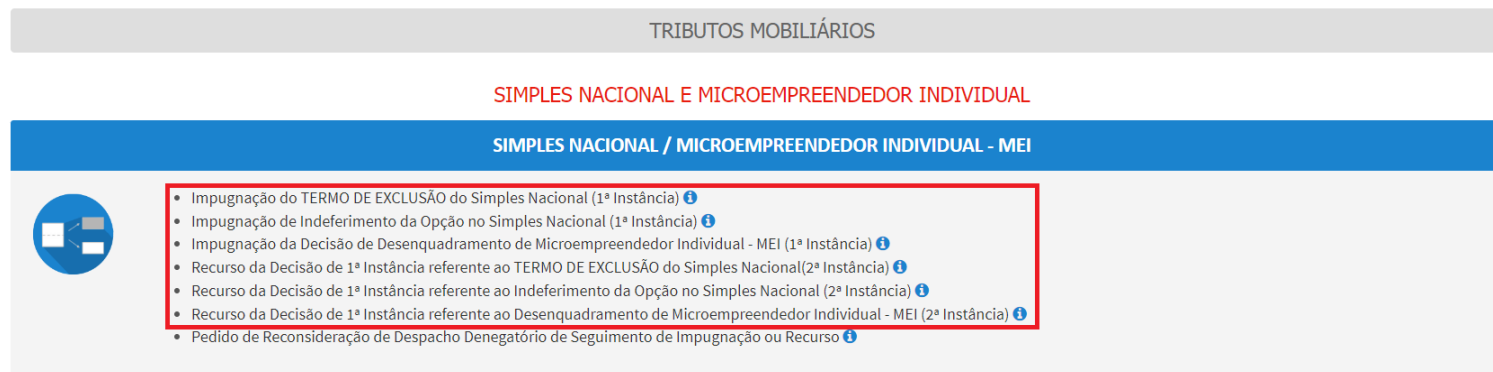 TRIBUTOS MOBILIÁRIOS
SIMPLES NACIONAL E MICROEMPREENDEDOR INDIVIDUAL
SIMPLES NACIONAL / MICROEMPREENDEDOR INDIVIDUAL - MEI
• Impugnação do TERMO DE EXCLUSÃO do Simples Nacional (1ª Instância)
• Impugnação de Indeferimento da Opção no Simples Nacional (1ª Instância)
• Impugnação da Decisão de Desenquadramento de Microempreendedor Individual - MEI (1ª Instância)
• Recurso da Decisão de 1ª Instância referente ao TERMO DE EXCLUSÃO do Simples Nacional(2ª Instância)
• Recurso da Decisão de 1ª Instância referente ao Indeferimento da Opção no Simples Nacional (2ª Instância)
• Recurso da Decisão de 1ª Instância referente ao Desenquadramento de Microempreendedor Individual - MEI (2ª Instância)
• Pedido de Reconsideração de Despacho Denegatório de Seguimento de Impugnação ou Recurso